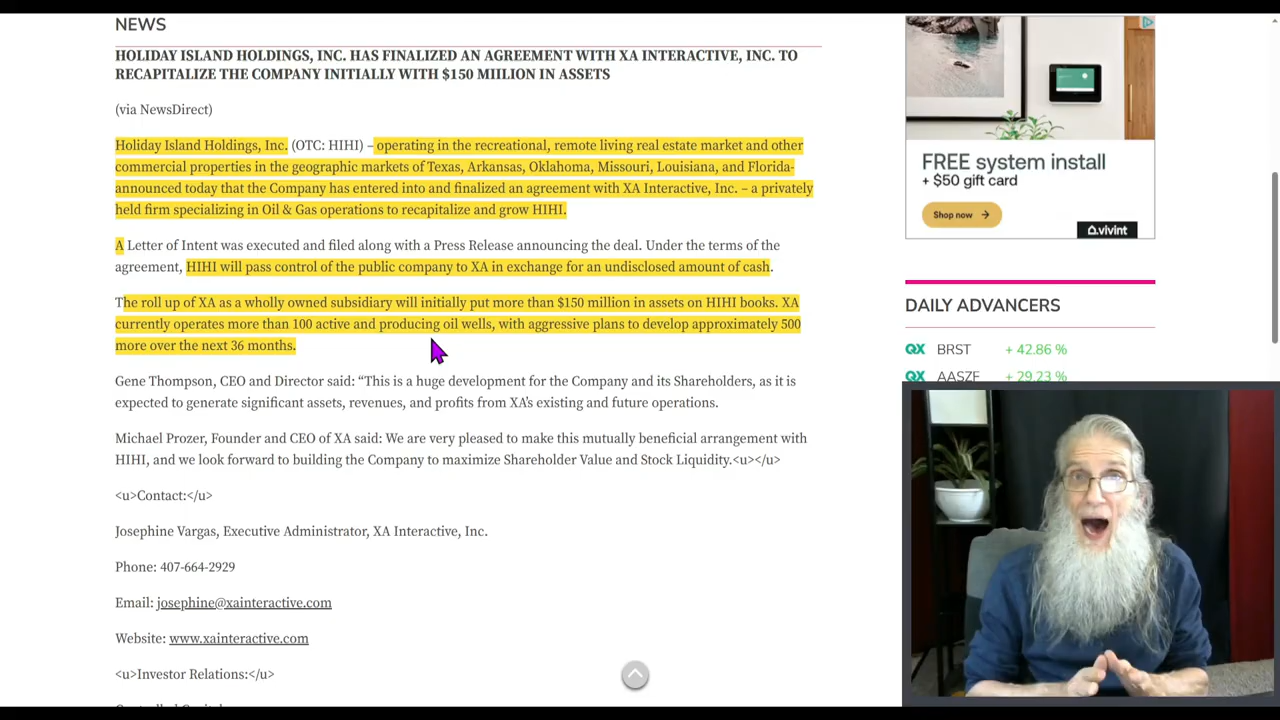 NEWS
HOLIDAY ISLAND HOLDINGS, INC. HAS FINALIZED AN AGREEMENT WITH XA INTERACTIVE, INC. TO
RECAPITALIZE THE COMPANY INITIALLY WITH $150 MIILION IN ASSETS
(via NewsDirect)
Holiday Island Holdings, Inc. (OTC: HIHI) – operating in the recreational, remote living real estate market and other
commercial properties in the geographic markets of Texas, Arkansas, Oklahoma, Missouri, Louisiana, and Florida-
announced today that the Company has entered into and finalized an agreement with XA Interactive, Inc. – a privately
held firm specializing in Oil & Gas operations to recapitalize and grow HIHI.
A Letter of Intent was executed and filed along with a Press Release announcing the deal. Under the terms of the
agreement, HIHI will pass control of the public company to XA in exchange for an undisclosed amount of cash.
The roll up of XA as a wholly owned subsidiary will initially put more than $150 million in assets on HIHI books. XA
currently operates more than 100 active and producing oil wells, with aggressive plans to develop approximately 500
more over the next 36 months.
Gene Thompson, CEO and Director said: “This is a huge development for the Company and its Shareholders, as it is
expected to generate significant assets, revenues, and profits from XA’s existing and future operations.
Michael Prozer, Founder and CEO of XA said: We are very pleased to make this mutually beneficial arrangement with
HIHI, and we look forward to building the Company to maximize Shareholder Value and Stock Liquidity.<u></u>
<u>Contact:</u>
Josephine Vargas, Executive Administrator, XA Interactive, Inc.
Phone: 407-664-2929
Email: josephine@xainteractive.com
Website: www.xainteractive.com
<u>Investor Relations:</u>
FREE system install
+ $50 gift card
Shop now
vivint
DAILY ADVANCERS
QX BRST + 42.86 %
QX AASZF + 29.23 %